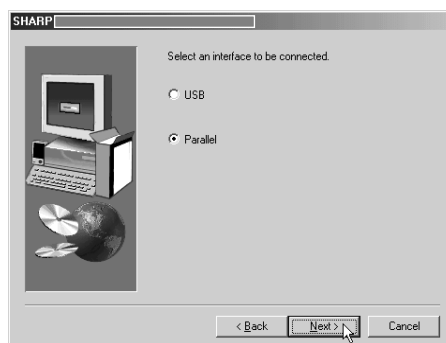 SHARP
Select an interface to be connected.
USB
Parallel
< Back
Next >
Cancel